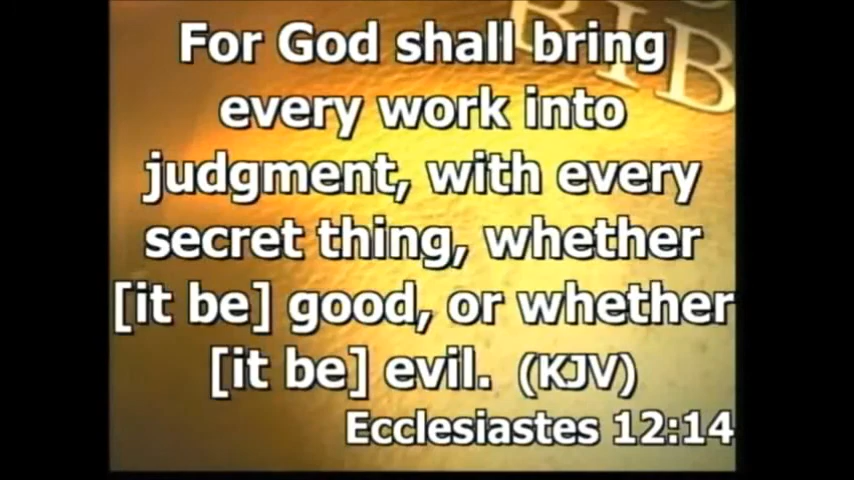 BIB
For God shall bring
every work into
judgment, with every
secret thing, whether
[it be] good, or whether
[it be] evil. (KJV)
Ecclesiastes 12:14